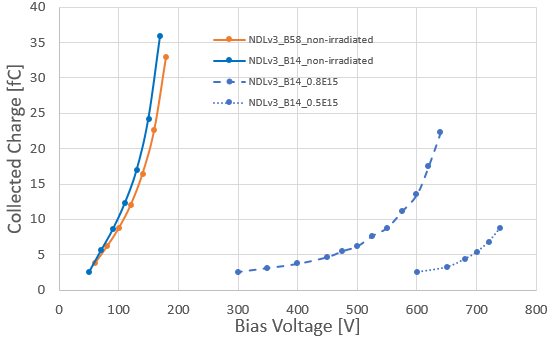 40
35
30
25
20
15
10
5
0
Collected Charge [fC]
NDLv3_B58_non-irradiated
NDLv3_B14_non-irradiated
NDLv3_B14_0.8E15
NDLv3_B14_0.5E15
0 100 200 300 400 500 600 700 800
Bias Voltage [V]